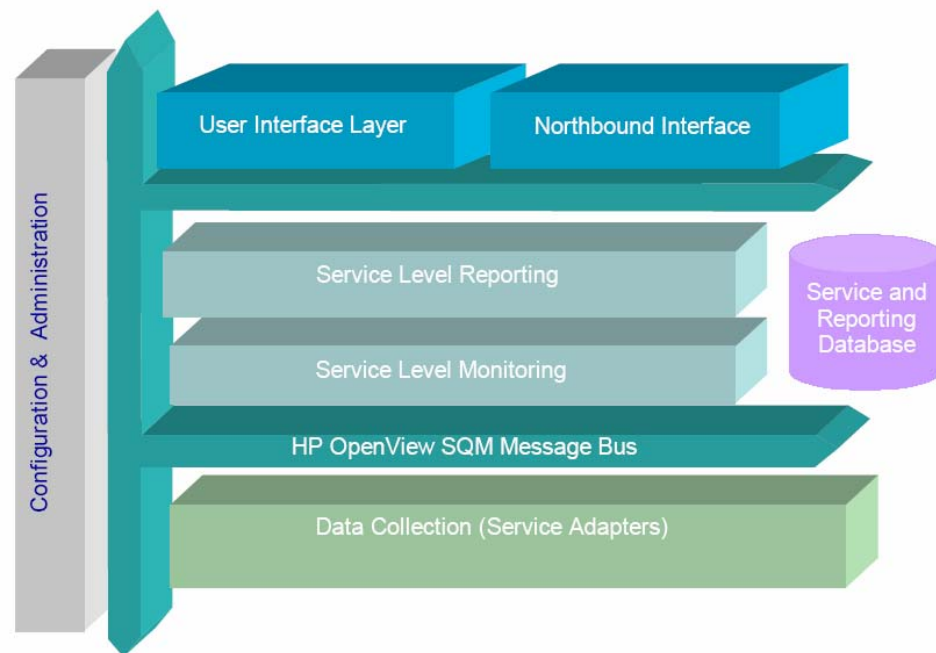 User Interface Layer
Northbound Interface
Configuration & Administration
Service Level Reporting
Service and
Reporting
Database
Service Level Monitoring
HP OpenView SQM Message Bus
Data Collection (Service Adapters)